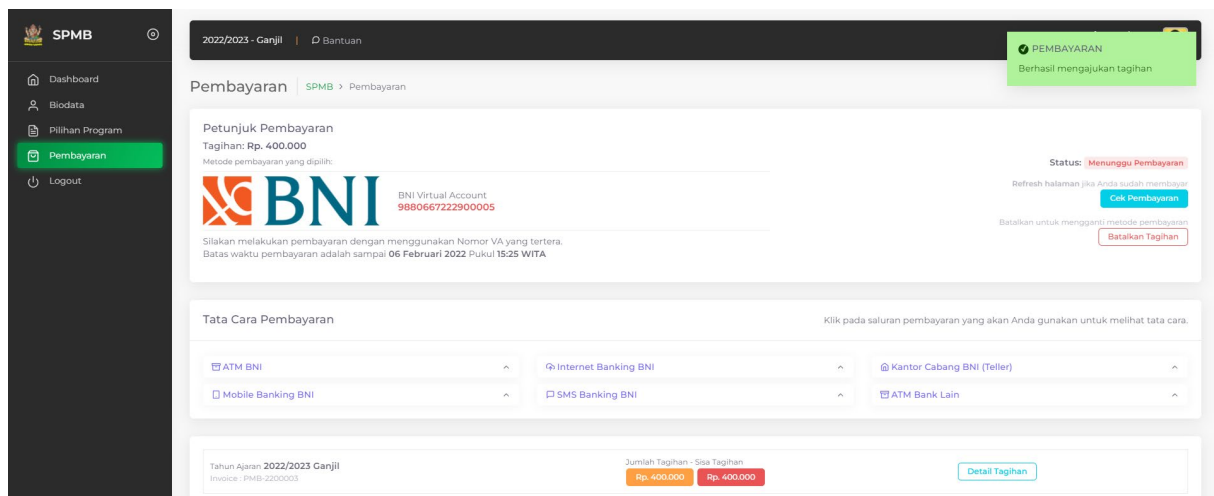 SPMB
Dashboard
Biodata
Pilihan Program
Pembayaran
Logout
2022/2023 - Ganjil | Bantuan
PEMBAYARAN
Berhasil mengajukan tagihan
Pembayaran SPMB > Pembayaran
Petunjuk Pembayaran
Tagihan: Rp. 400.000
Metode pembayaran yang dipilih:
BNI
BNI Virtual Account
9880667222900005
Silakan melakukan pembayaran dengan menggunakan Nomor VA yang tertera.
Batas waktu pembayaran adalah sampai 06 Februari 2022 Pukul 15:25 WITA
Status: Menunggu Pembayaran
Refresh halaman jika Anda sudah membayar
Cek Pembayaran
Batalkan untuk mengganti metode pembayaran
Batalkan Tagihan
Tata Cara Pembayaran
Klik pada saluran pembayaran yang akan Anda gunakan untuk melihat tata cara.
ATM BNI
Internet Banking BNI
Kantor Cabang BNI (Teller)
Mobile Banking BNI
SMS Banking BNI
ATM Bank Lain
Tahun Ajaran 2022/2023 Ganjil
Invoice : PMB-2200003
Jumlah Tagihan - Sisa Tagihan
Rp. 400.000 Rp. 400.000
Detail Tagihan